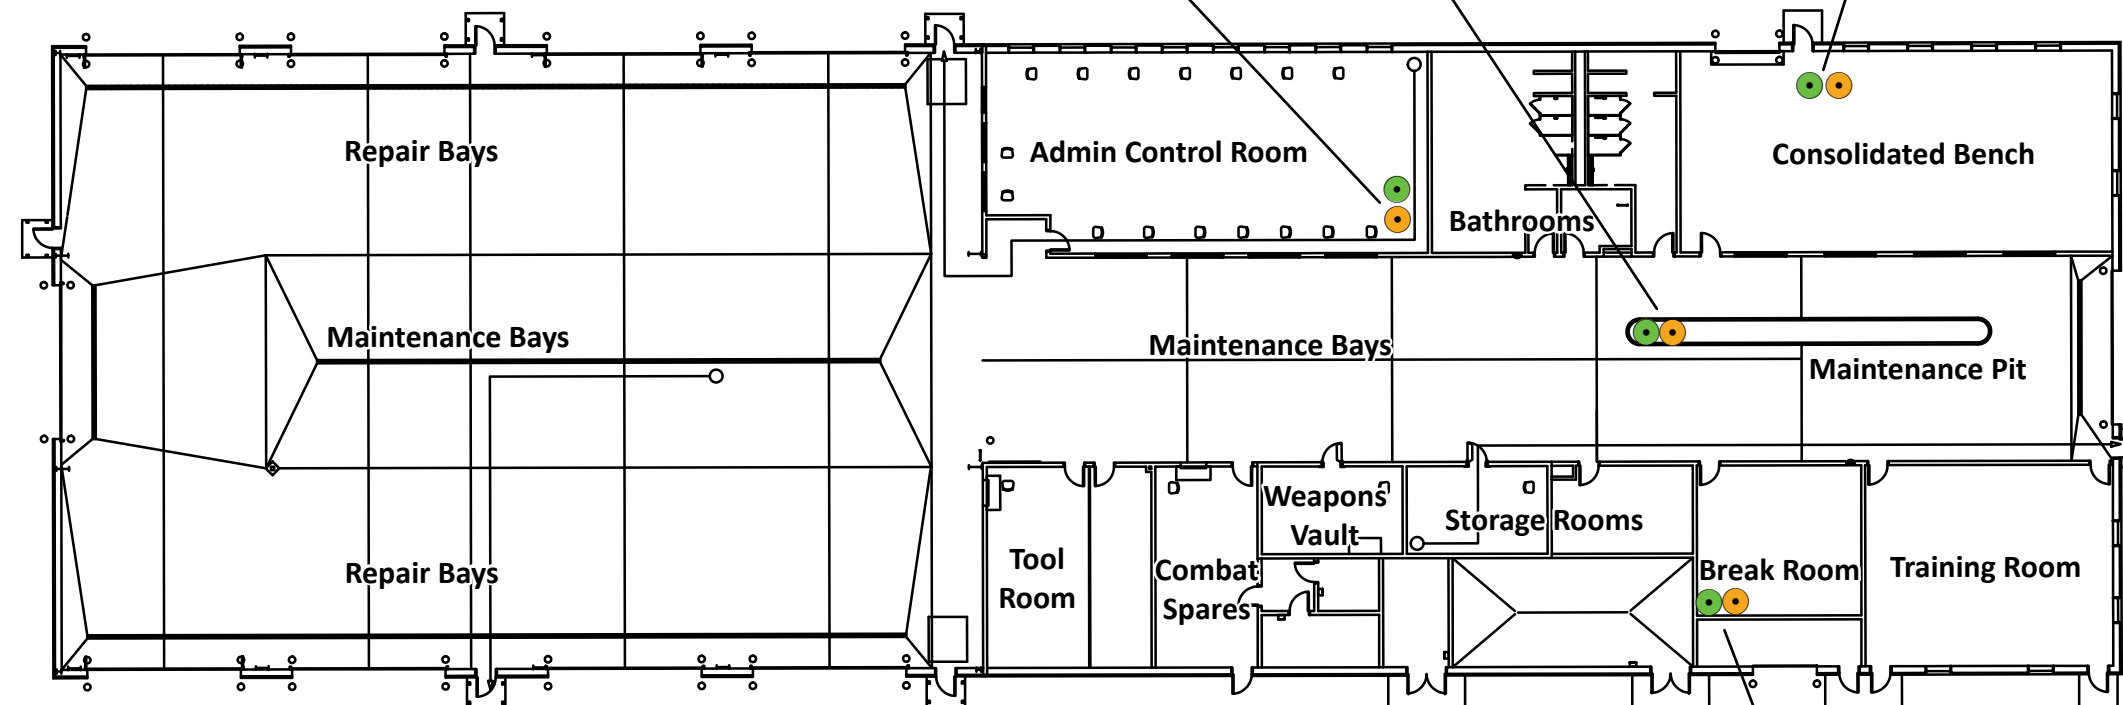 Repair Bays
Admin Control Room
Consolidated Bench
Bathrooms
Maintenance Bays
Maintenance Bays
Maintenance Pit
Weapons
Vault
Storage Rooms
Tool
Room
Combat
Spares
Break Room
Training Room
Repair Bays